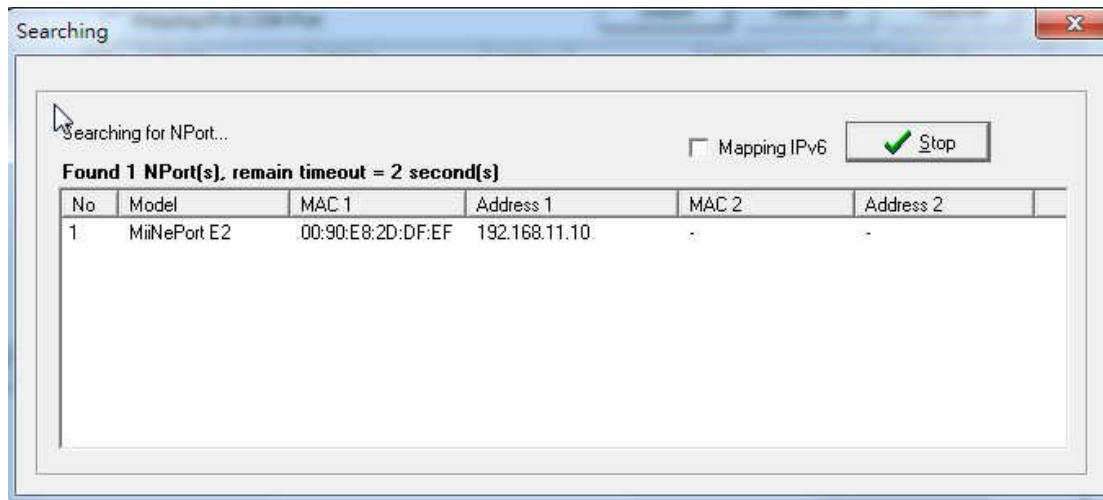 Searching
Searching for NPort...
Mapping IPv6
Stop
Found 1 NPort(s), remain timeout = 2 second(s)
No Model MAC 1 Address 1 MAC 2 Address 2
1 MiiNePort E2 00:90:E8:2D:DF:EF 192.168.11.10 - -